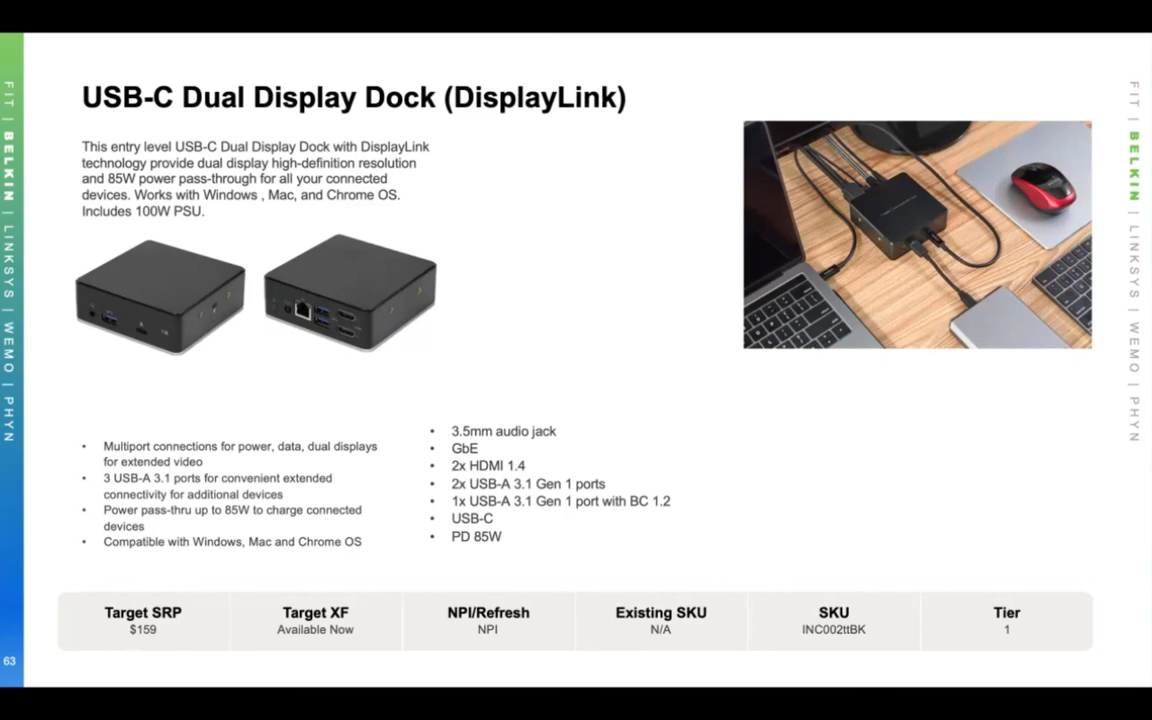 USB-C Dual Display Dock (DisplayLink)
This entry level USB-C Dual Display Dock with DisplayLink
technology provide dual display high-definition resolution
and 85W power pass-through for all your connected
devices. Works with Windows , Mac, and Chrome OS.
Includes 100W PSU.
• Multiport connections for power, data, dual displays
for extended video
• 3 USB-A 3.1 ports for convenient extended
connectivity for additional devices
• Power pass-thru up to 85W to charge connected
devices
• Compatible with Windows, Mac and Chrome OS
• 3.5mm audio jack
• GbE
• 2x HDMI 1.4
• 2x USB-A 3.1 Gen 1 ports
• 1x USB-A 3.1 Gen 1 port with BC 1.2
• USB-C
• PD 85W
Target SRP
$159
Target XF
Available Now
NPI/Refresh
NPI
Existing SKU
N/A
SKU
INC002ttBK
Tier
1
FIT | BELKIN | LINKSYS | WEMO | PHYN
63
FIT | BELKIN | LINKSYS | WEMO | PHYN